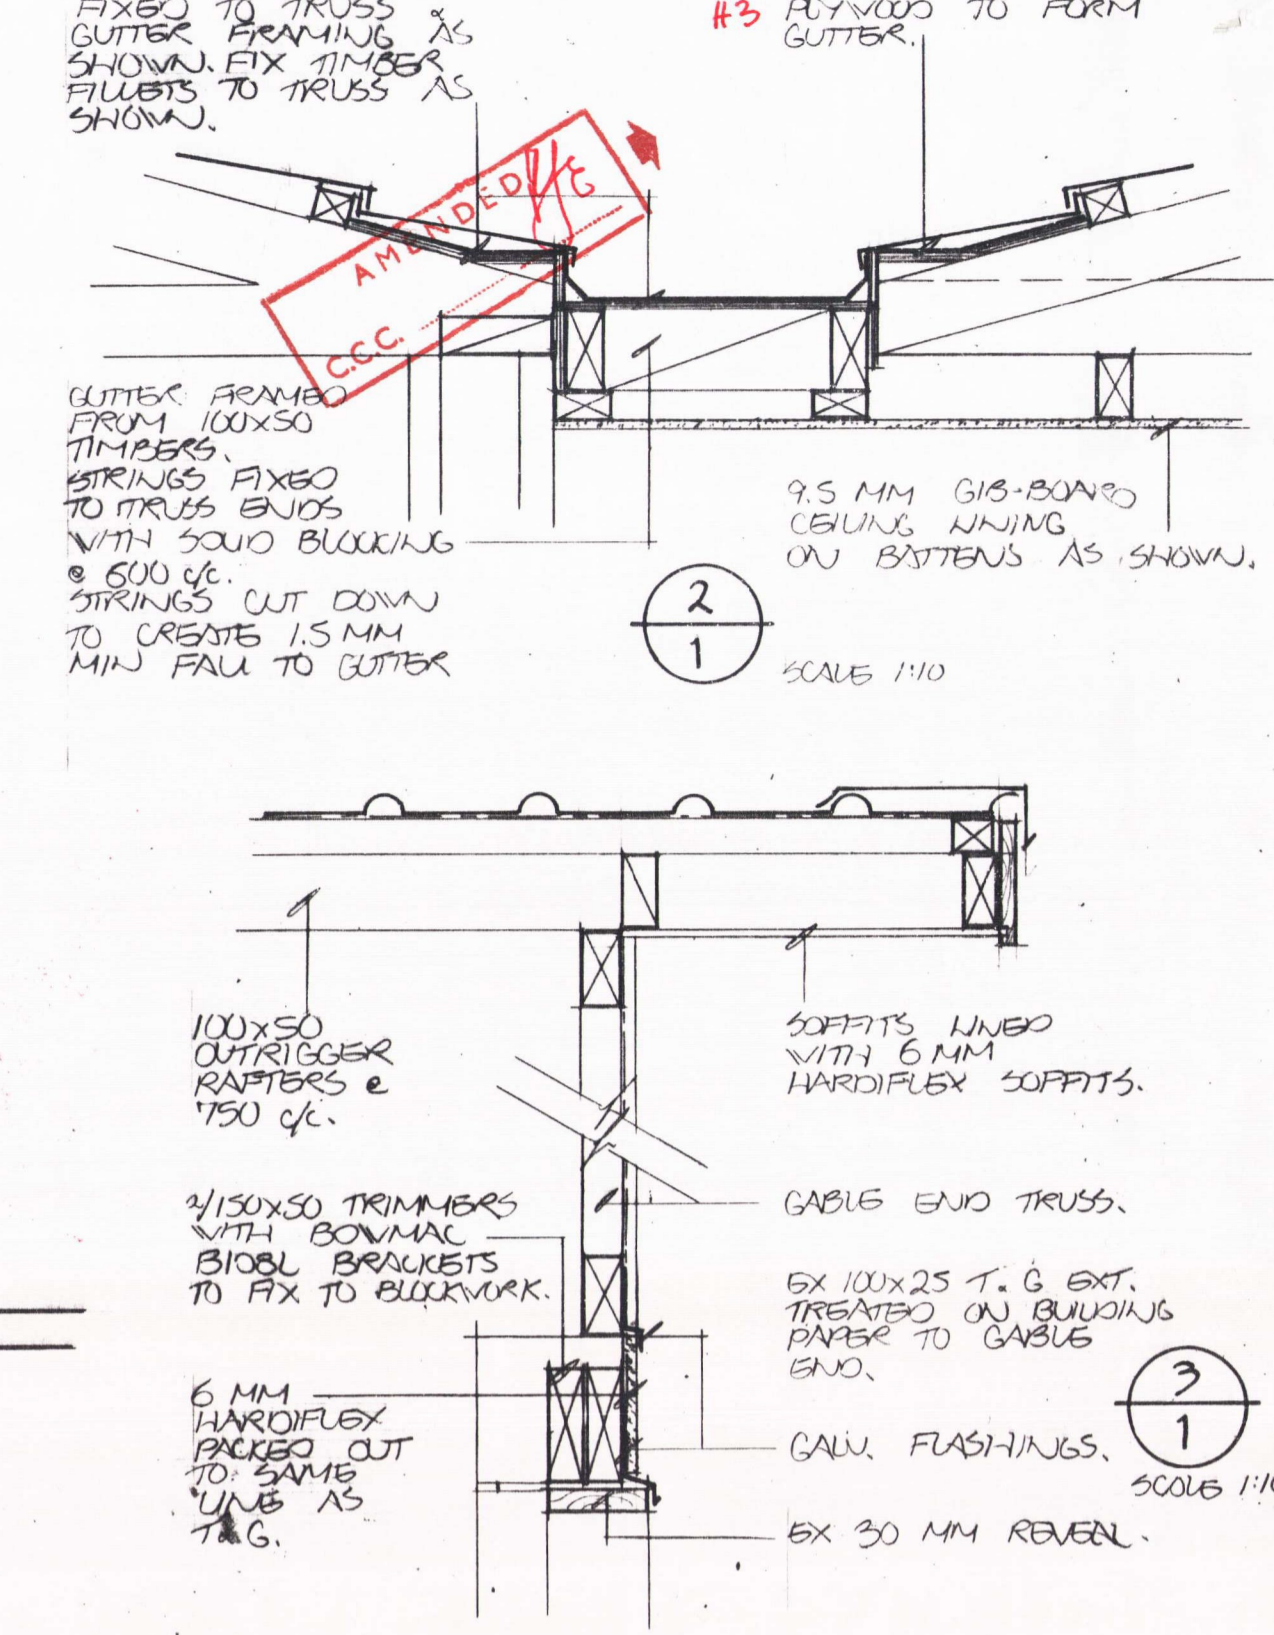 FIXED TO TRUSS &
GUTTER FRAMING AS
SHOWN. FIX TIMBER
FILLETS TO TRUSS AS
SHOWN.
H3 PLYWOOD TO FORM
GUTTER.
AMENDED
C.C.C.
GUTTER FRAMED
FROM 100x50
TIMBERS.
STRINGS FIXED
TO TRUSS ENDS
WITH SOLID BLOCKING
@ 600 c/c.
STRINGS CUT DOWN
TO CREATE 1.5 MM
MIN FALL TO GUTTER
9.5 MM GIB-BOARD
CEILING LINING
ON BATTENS AS SHOWN.
2
1
SCALE 1:10
100x50
OUTRIGGER
RAFTERS @
750 c/c.
SOFFITS LINED
WITH 6 MM
HARDIFLEX SOFFITS.
2/150x50 TRIMMERS
WITH BOWMAC
B108L BRACKETS
TO FIX TO BLOCKWORK.
GABLE END TRUSS.
EX 100x25 T. G EXT.
TREATED ON BUILDING
PAPER TO GABLE
END.
6 MM
HARDIFLEX
PACKED OUT
TO SAME
LINE AS
T&G.
GALV. FLASHINGS.
3
1
SCALE 1:10
EX 30 MM REVEAL.